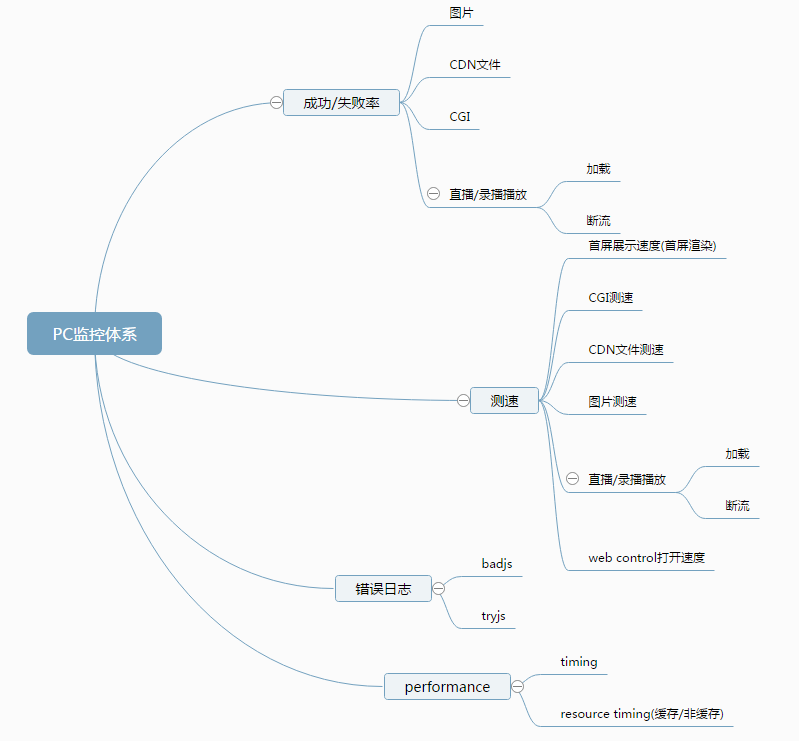 PC监控体系
成功/失败率
图片
CDN文件
CGI
直播/录播播放
加载
断流
测速
首屏展示速度(首屏渲染)
CGI测速
CDN文件测速
图片测速
直播/录播播放
加载
断流
web control打开速度
错误日志
badjs
tryjs
performance
timing
resource timing(缓存/非缓存)